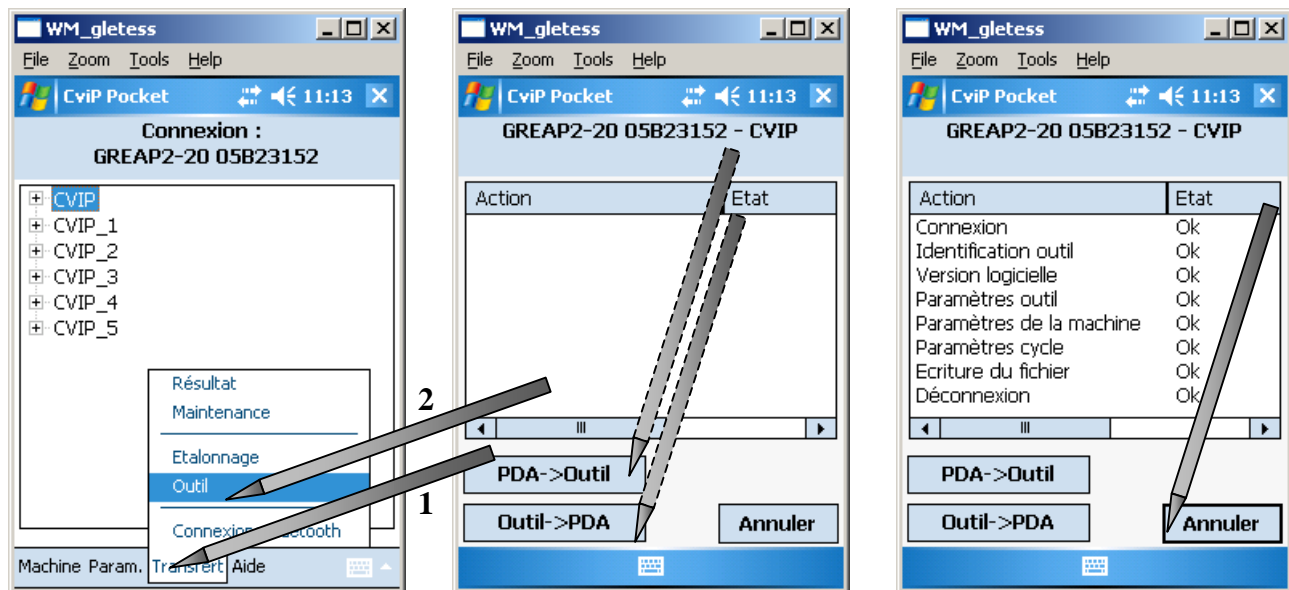 WM_gletess
File Zoom Tools Help
CviP Pocket 11:13
Connexion :
GREAP2-20 05B23152
CVIP
CVIP_1
CVIP_2
CVIP_3
CVIP_4
CVIP_5
Résultat
Maintenance
Etalonnage
Outil
Connexion
Machine Param. Transfert Aide
2
1
WM_gletess
File Zoom Tools Help
CviP Pocket 11:13
GREAP2-20 05B23152 - CVIP
Action Etat
PDA->Outil
Outil->PDA Annuler
WM_gletess
File Zoom Tools Help
CviP Pocket 11:13
GREAP2-20 05B23152 - CVIP
Action Etat
Connexion Ok
Identification outil Ok
Version logicielle Ok
Paramètres outil Ok
Paramètres de la machine Ok
Paramètres cycle Ok
Ecriture du fichier Ok
Déconnexion Ok
PDA->Outil
Outil->PDA Annuler